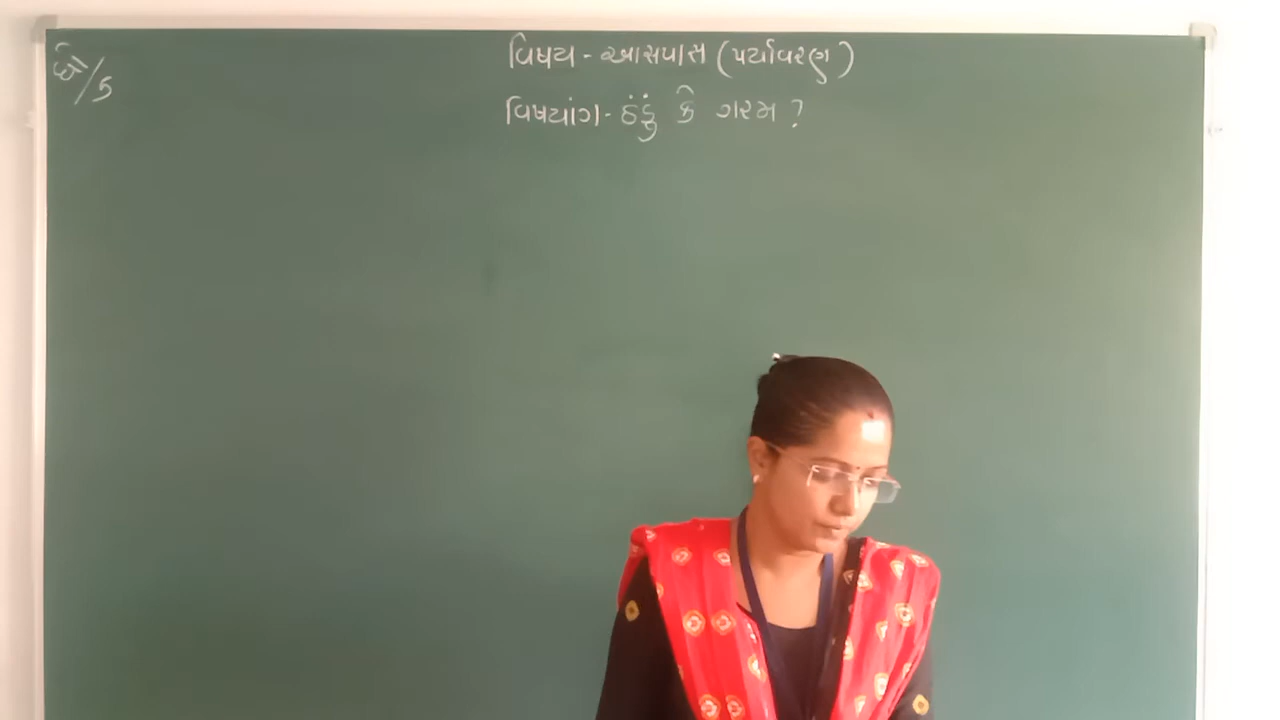 ધો/૬
વિષય - આસપાસ (પર્યાવરણ)
વિષયાંગ - ઠંડું કે ગરમ ?